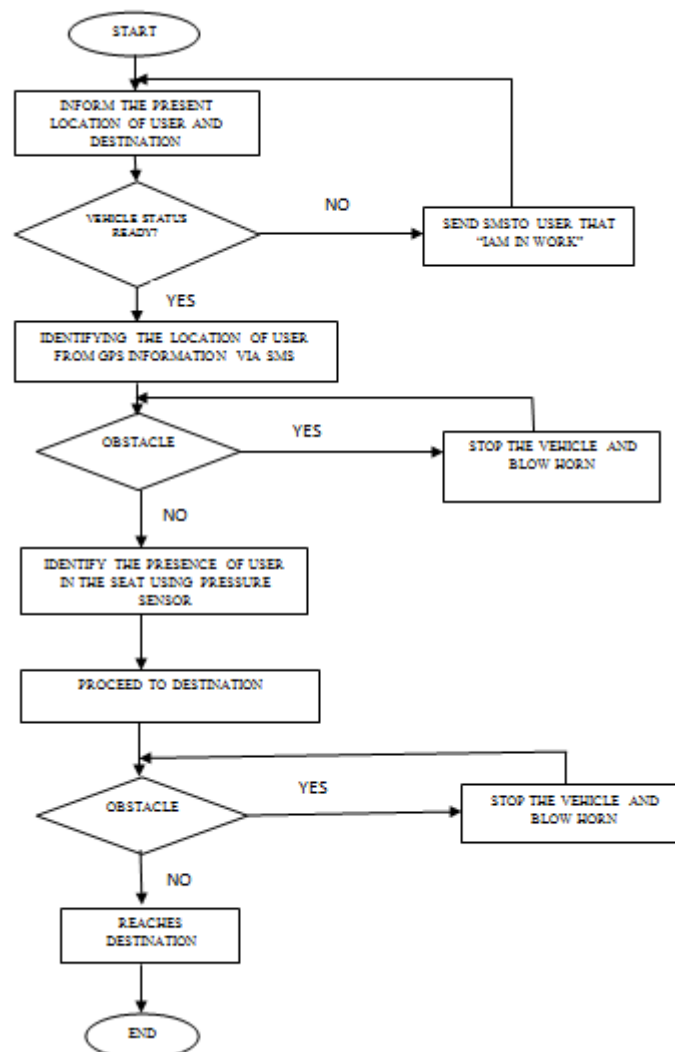 START
INFORM THE PRESENT
LOCATION OF USER AND
DESTINATION
VEHICLE STATUS
READY?
NO
SEND SMSTO USER THAT
“IAM IN WORK”
YES
IDENTIFYING THE LOCATION OF USER
FROM GPS INFORMATION VIA SMS
OBSTACLE
YES
STOP THE VEHICLE AND
BLOW HORN
NO
IDENTIFY THE PRESENCE OF USER
IN THE SEAT USING PRESSURE
SENSOR
PROCEED TO DESTINATION
OBSTACLE
YES
STOP THE VEHICLE AND
BLOW HORN
NO
REACHES
DESTINATION
END